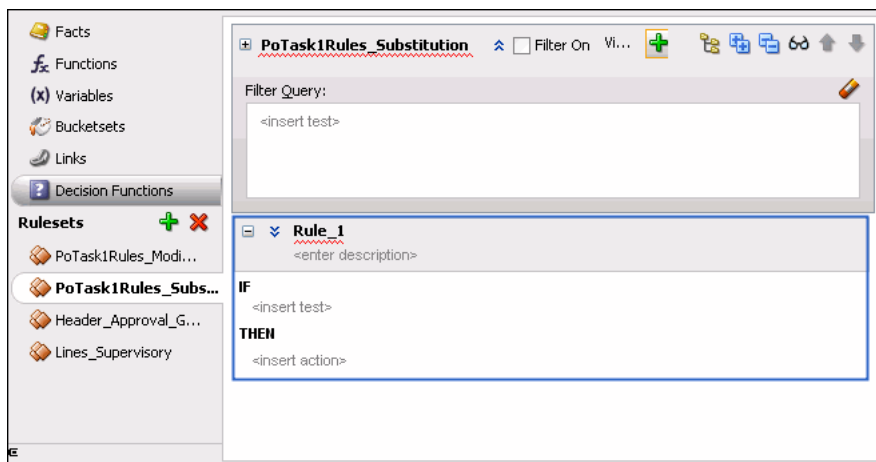 Facts
fx Functions
(x) Variables
Bucketsets
Links
Decision Functions
Rulesets
PoTask1Rules_Modi...
PoTask1Rules_Subs...
Header_Approval_G...
Lines_Supervisory
PoTask1Rules_Substitution Filter On Vi...
Filter Query:
<insert test>
Rule_1
<enter description>
IF
<insert test>
THEN
<insert action>